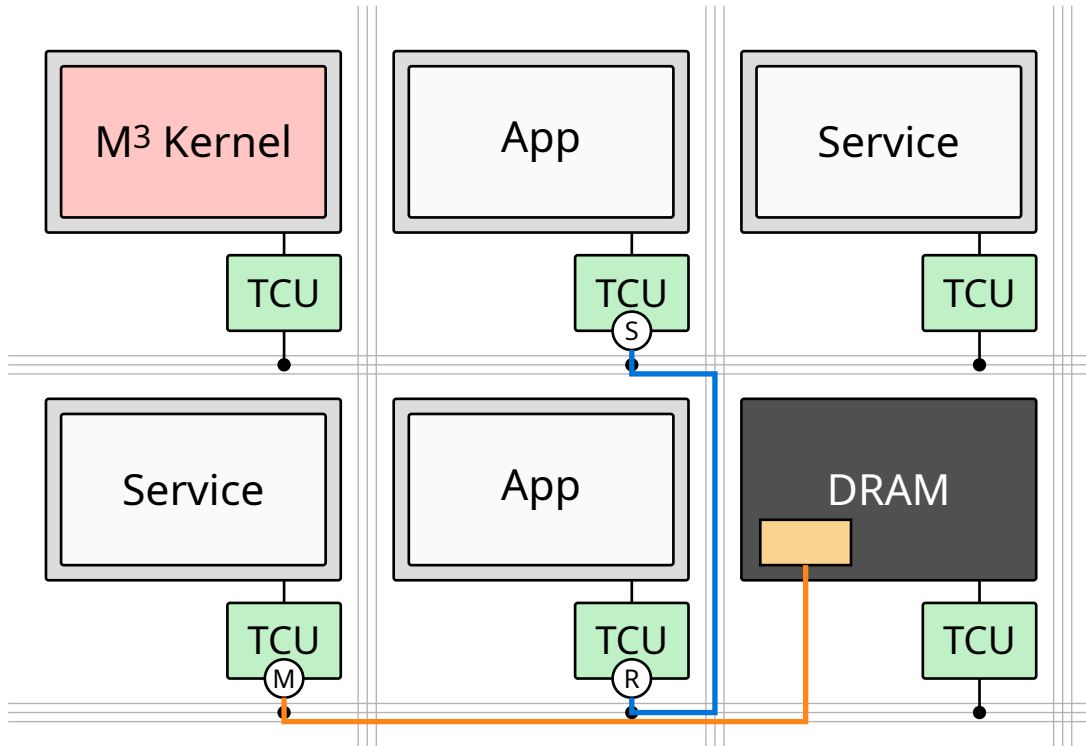 M³ Kernel
App
Service
TCU
TCU
TCU
S
Service
App
DRAM
TCU
TCU
TCU
M
R